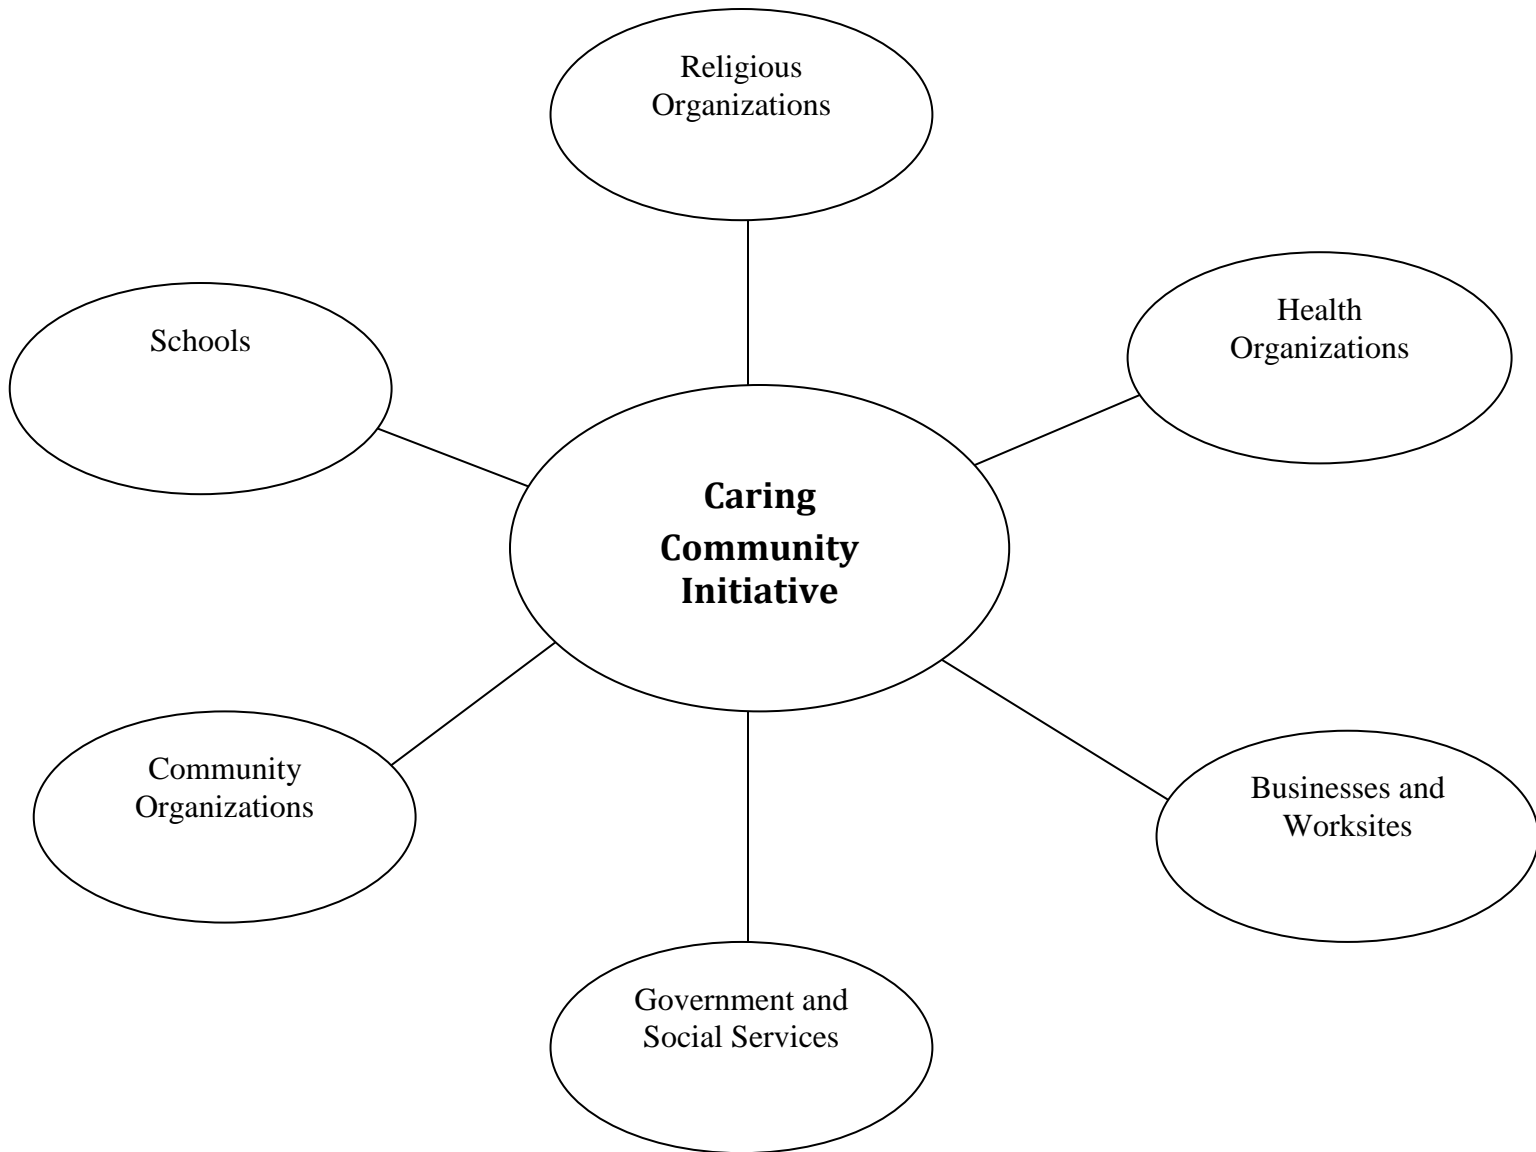 Religious
Organizations
Health
Organizations
Schools
Caring
Community
Initiative
Community
Organizations
Businesses and
Worksites
Government and
Social Services